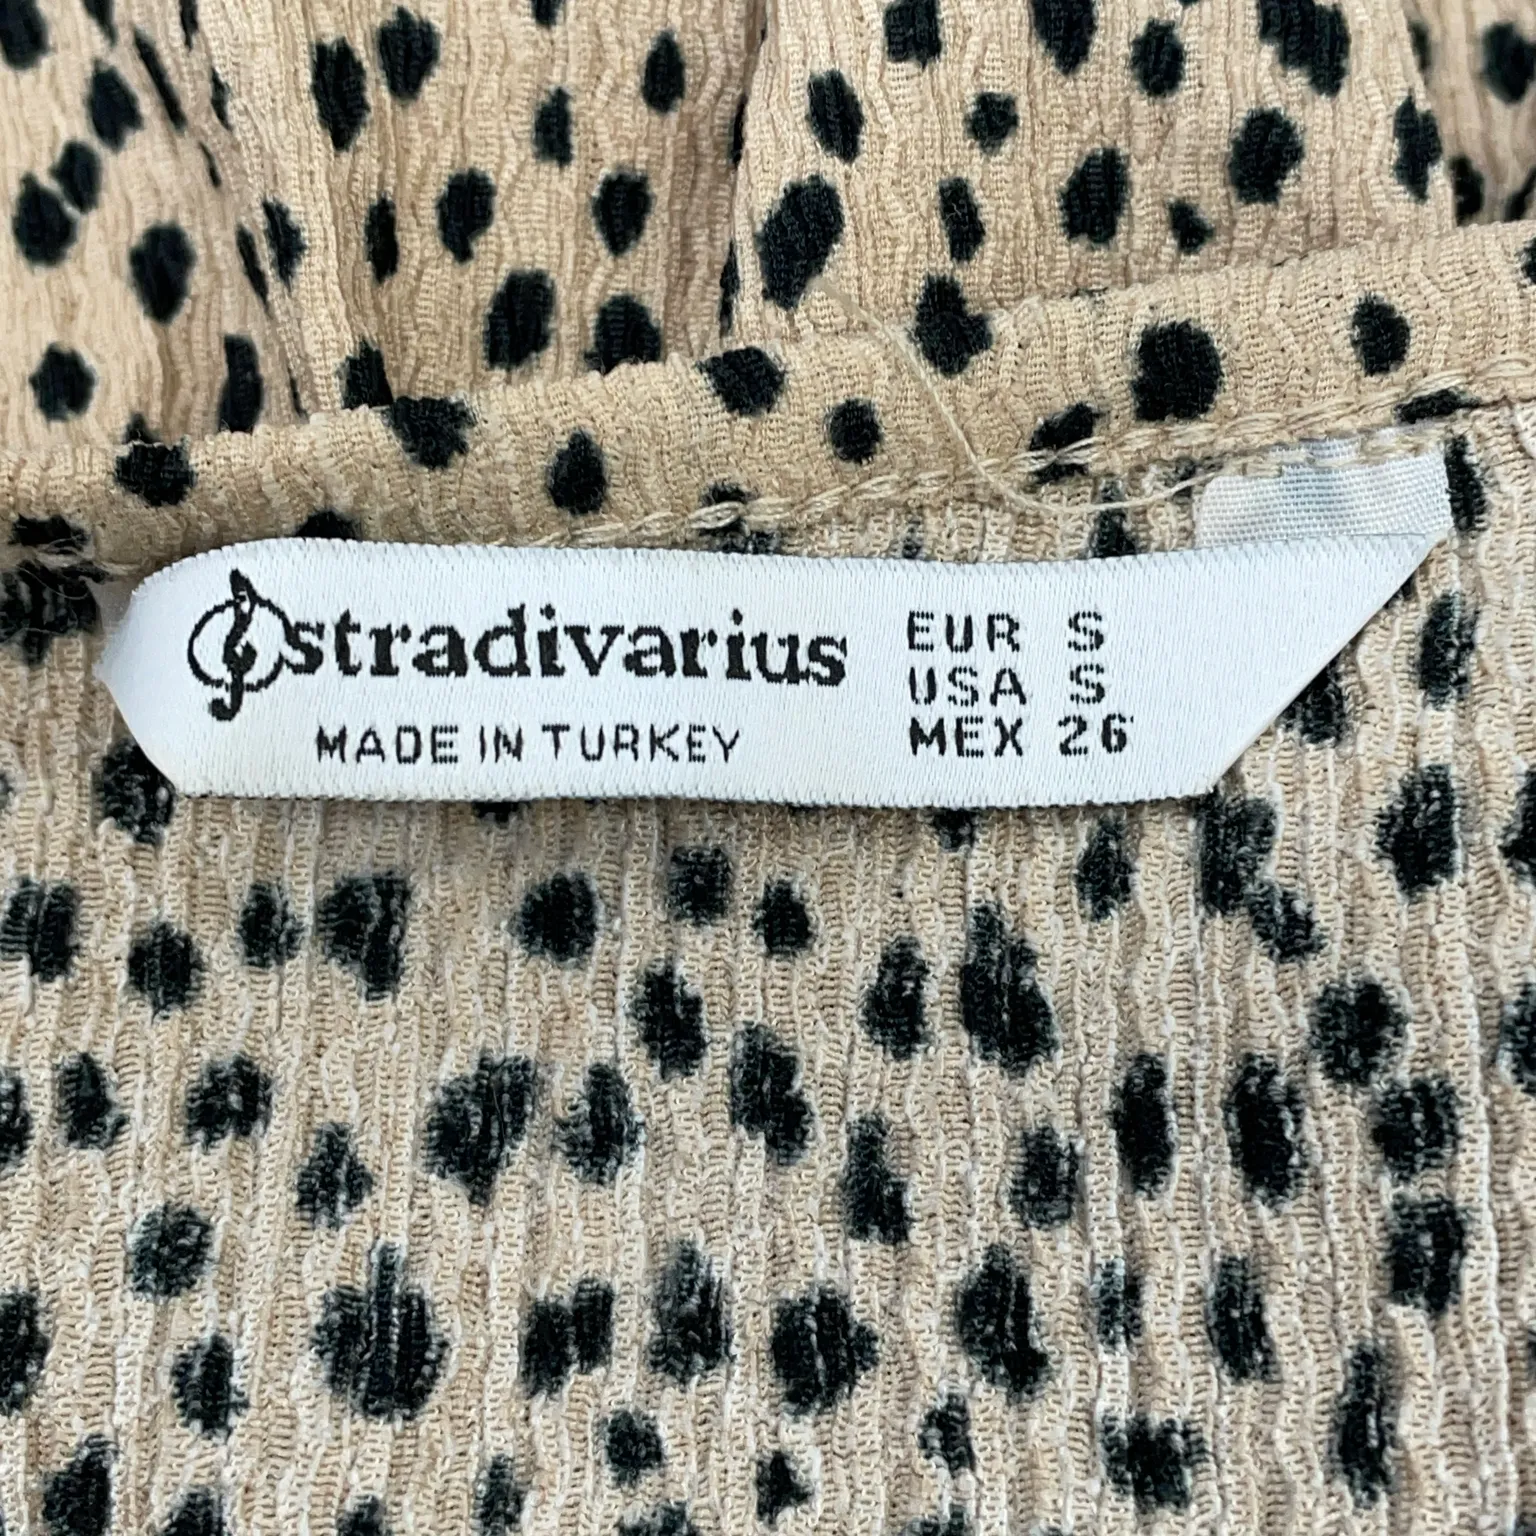 stradivarius
MADE IN TURKEY
EUR S
USA S
MEX 26